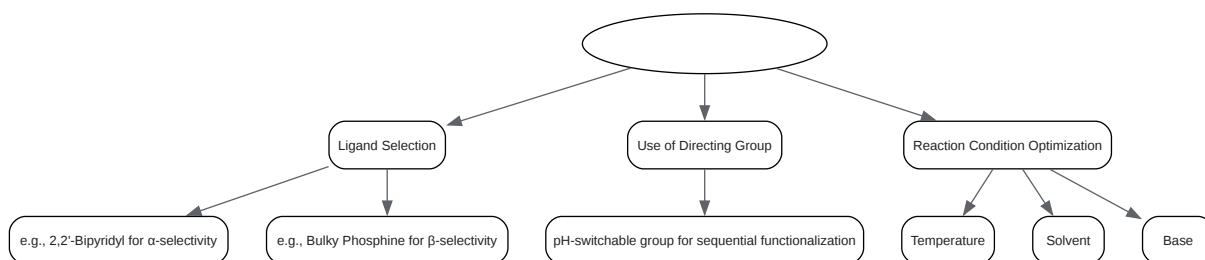 Ligand Selection
Use of Directing Group
Reaction Condition Optimization
e.g., 2,2'-Bipyridyl for α-selectivity
e.g., Bulky Phosphine for β-selectivity
pH-switchable group for sequential functionalization
Temperature
Solvent
Base